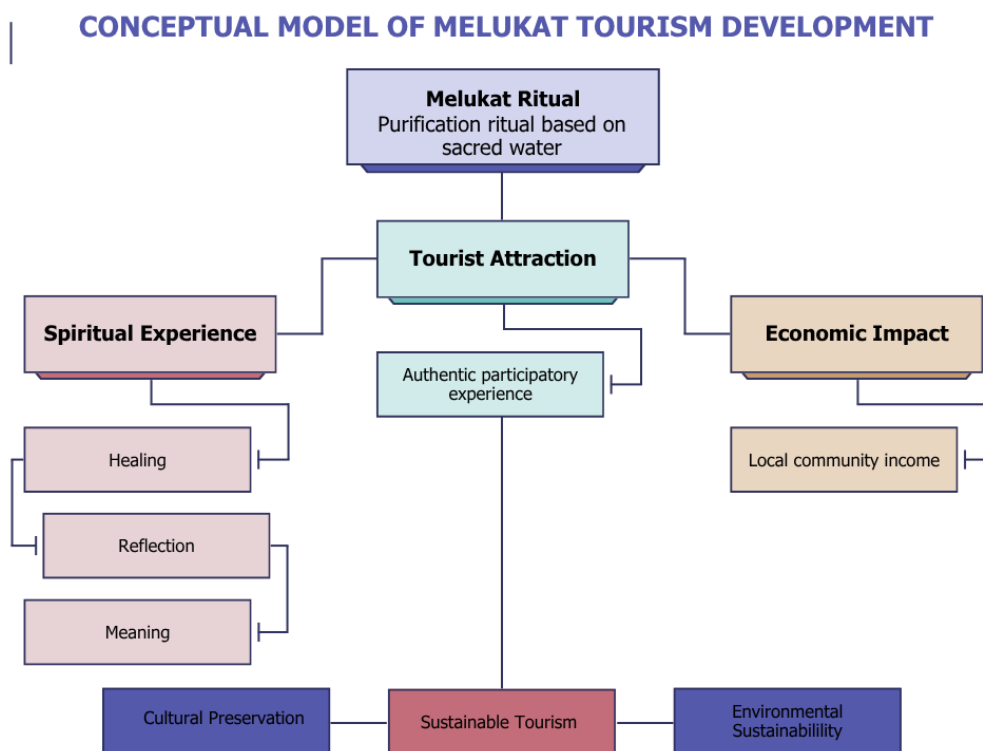 CONCEPTUAL MODEL OF MELUKAT TOURISM DEVELOPMENT
Melukat Ritual
Purification ritual based on
sacred water
Tourist Attraction
Spiritual Experience
Economic Impact
Authentic participatory
experience
Healing
Local community income
Reflection
Meaning
Cultural Preservation
Sustainable Tourism
Environmental
Sustainabilility